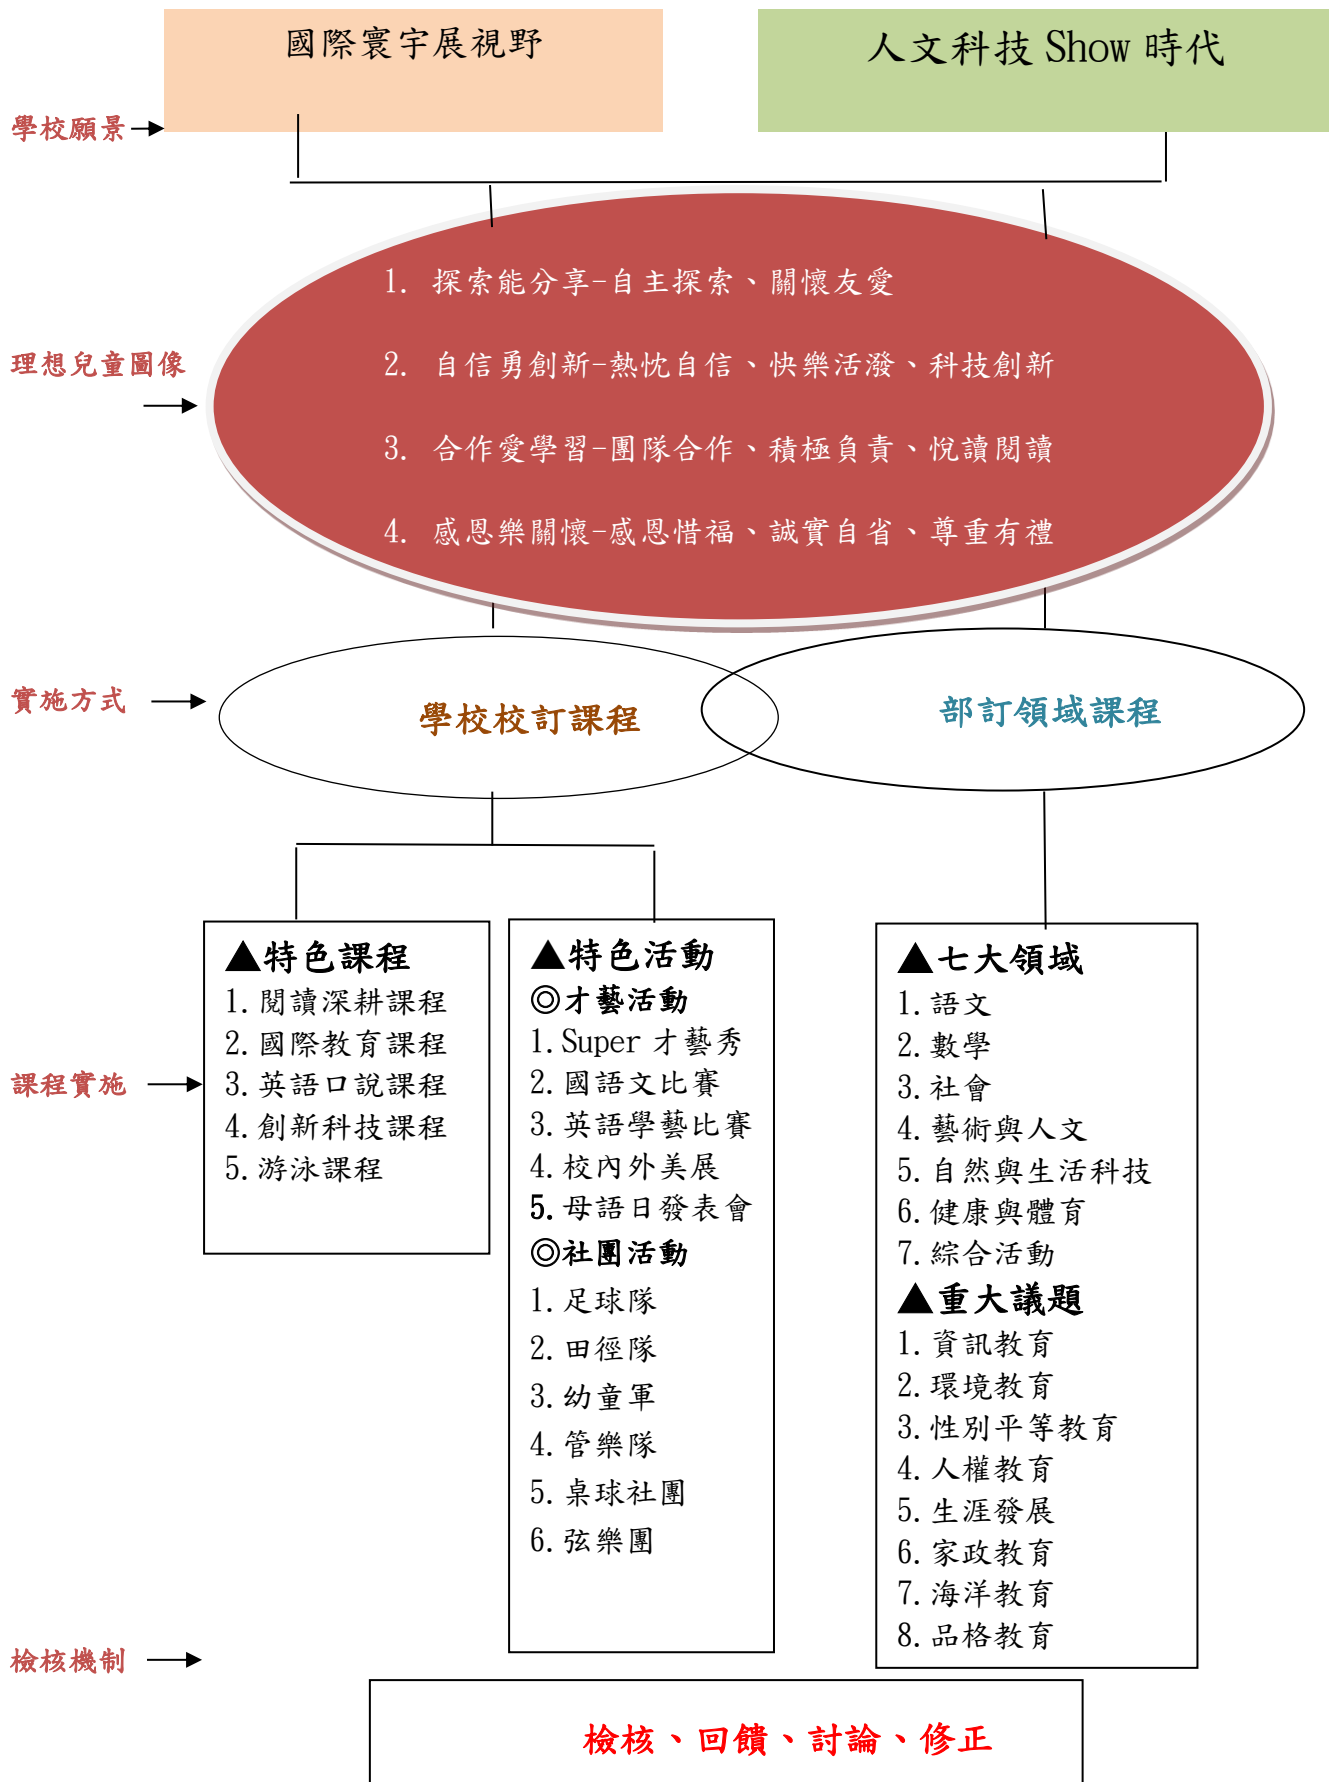 國際寰宇展視野
人文科技 Show 時代
學校願景
1. 探索能分享-自主探索、關懷友愛
理想兒童圖像
2. 自信勇創新-熱忱自信、快樂活潑、科技創新
3. 合作愛學習-團隊合作、積極負責、悅讀閱讀
4. 感恩樂關懷-感恩惜福、誠實自省、尊重有禮
實施方式
學校校訂課程
部訂領域課程
課程實施
▲特色課程
1.閱讀深耕課程
2.國際教育課程
3.英語口說課程
4.創新科技課程
5.游泳課程
▲特色活動
◎才藝活動
1.Super 才藝秀
2.國語文比賽
3.英語學藝比賽
4.校內外美展
5.母語日發表會
◎社團活動
1.足球隊
2.田徑隊
3.幼童軍
4.管樂隊
5.桌球社團
6.弦樂團
▲七大領域
1.語文
2.數學
3.社會
4.藝術與人文
5.自然與生活科技
6.健康與體育
7.綜合活動
▲重大議題
1.資訊教育
2.環境教育
3.性別平等教育
4.人權教育
5.生涯發展
6.家政教育
7.海洋教育
8.品格教育
檢核機制
檢核、回饋、討論、修正